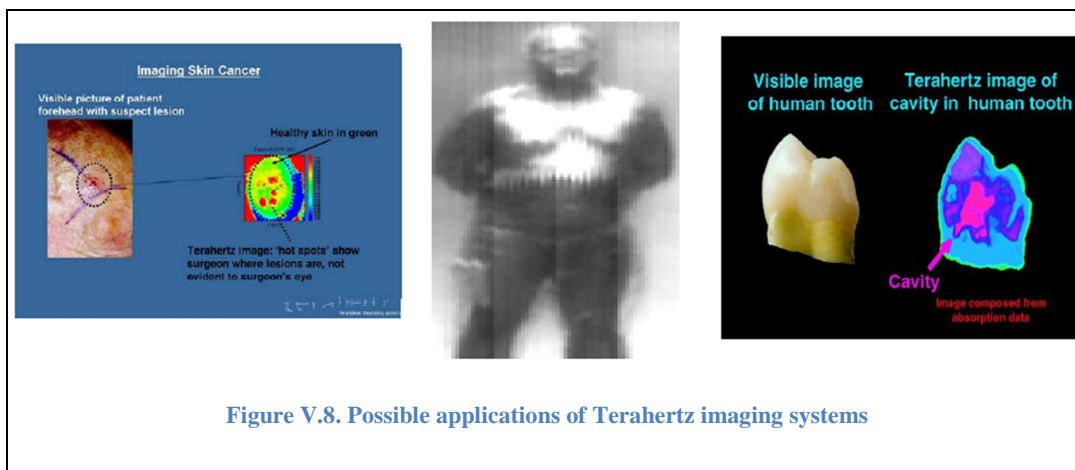 Imaging Skin Cancer
Visible picture of patient
forehead with suspect lesion
Healthy skin in green
Terahertz image: 'hot spots' show
surgeon where lesions are, not
evident to surgeon's eye
Visible image
of human tooth
Terahertz image of
cavity in human tooth
Cavity
Image composed from
absorption data
Figure V.8. Possible applications of Terahertz imaging systems